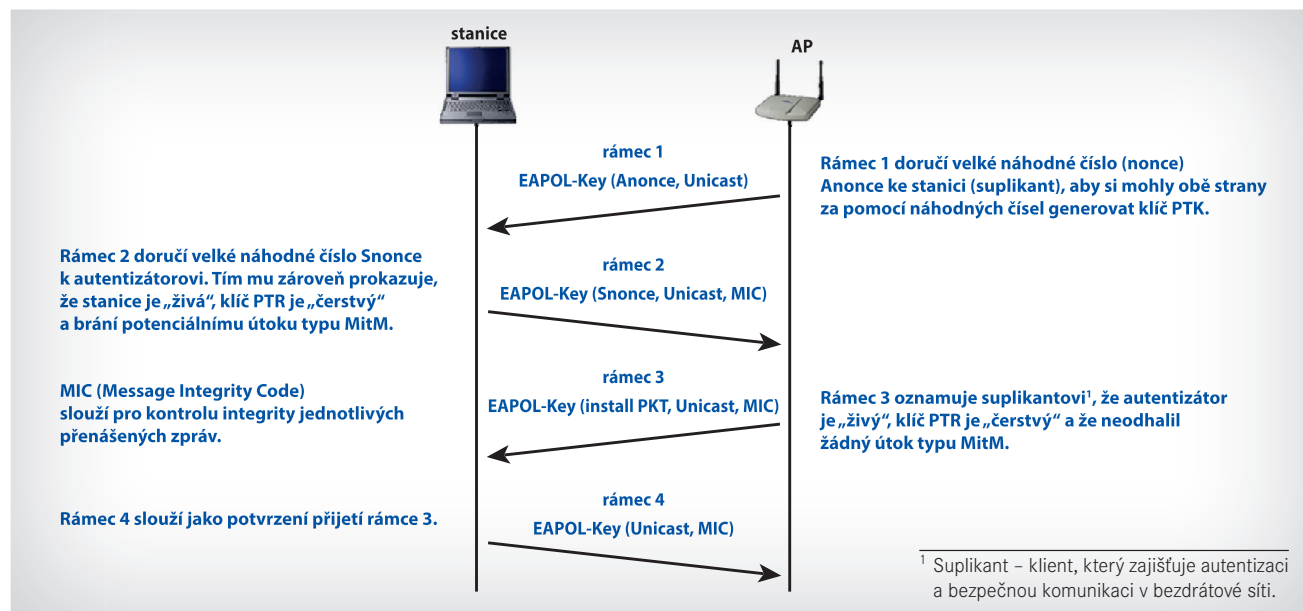 stanice
AP
rámec 1
EAPOL-Key (Anonce, Unicast)
Rámec 1 doručí velké náhodné číslo (nonce)
Anonce ke stanici (suplikant), aby si mohly obě strany
za pomocí náhodných čísel generovat klíč PTK.
Rámec 2 doručí velké náhodné číslo Snonce
k autentizátorovi. Tím mu zároveň prokazuje,
že stanice je „živá“, klíč PTR je „čerstvý“
a brání potenciálnímu útoku typu MitM.
rámec 2
EAPOL-Key (Snonce, Unicast, MIC)
MIC (Message Integrity Code)
slouží pro kontrolu integrity jednotlivých
přenášených zpráv.
rámec 3
EAPOL-Key (install PKT, Unicast, MIC)
Rámec 3 oznamuje suplikantovi¹, že autentizátor
je „živý“, klíč PTR je „čerstvý“ a že neodhalil
žádný útok typu MitM.
Rámec 4 slouží jako potvrzení přijetí rámce 3.
rámec 4
EAPOL-Key (Unicast, MIC)
¹ Suplikant – klient, který zajišťuje autentizaci
a bezpečnou komunikaci v bezdrátové síti.